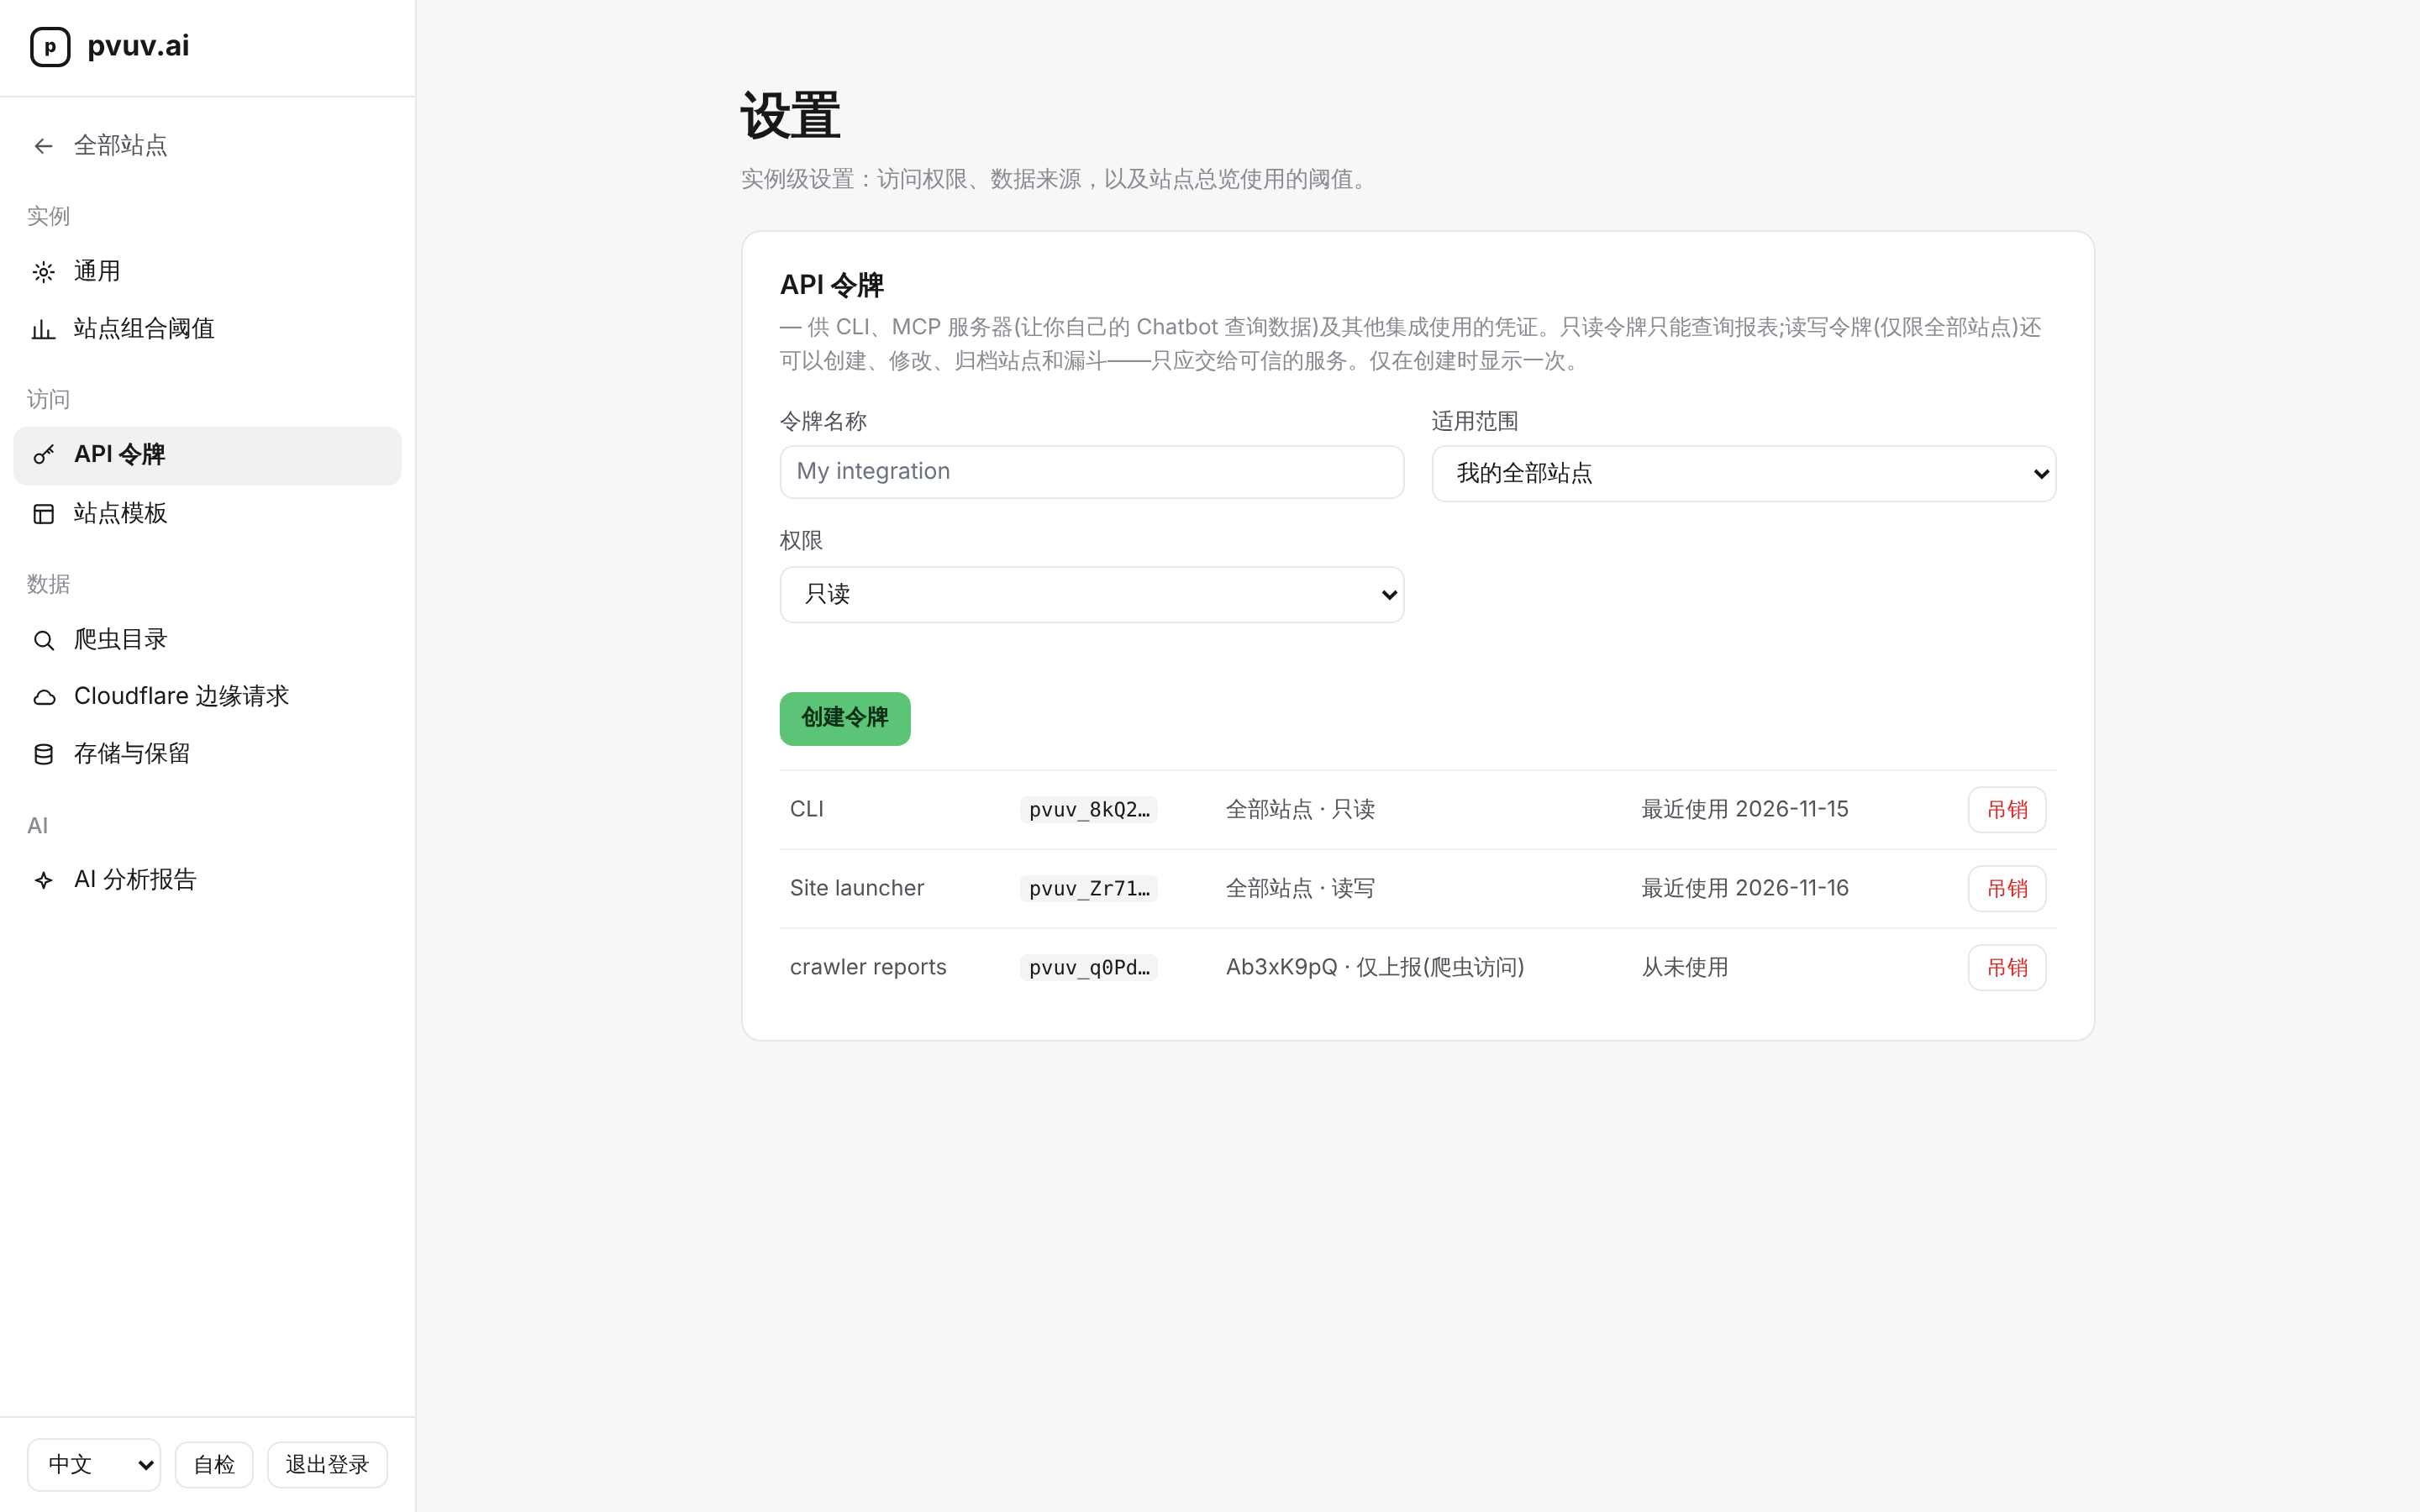 p pvuv.ai
全部站点
实例
通用
站点组合阈值
访问
API 令牌
站点模板
数据
爬虫目录
Cloudflare 边缘请求
存储与保留
AI
AI 分析报告
中文 自检 退出登录
设置
实例级设置：访问权限、数据来源，以及站点总览使用的阈值。
API 令牌
— 供 CLI、MCP 服务器(让你自己的 Chatbot 查询数据)及其他集成使用的凭证。只读令牌只能查询报表;读写令牌(仅限全部站点)还
可以创建、修改、归档站点和漏斗——只应交给可信的服务。仅在创建时显示一次。
令牌名称 适用范围
My integration 我的全部站点
权限
只读
创建令牌
CLI pvuv_8kQ2… 全部站点 · 只读 最近使用 2026-11-15 吊销
Site launcher pvuv_Zr71… 全部站点 · 读写 最近使用 2026-11-16 吊销
crawler reports pvuv_q0Pd… Ab3xK9pQ · 仅上报(爬虫访问) 从未使用 吊销